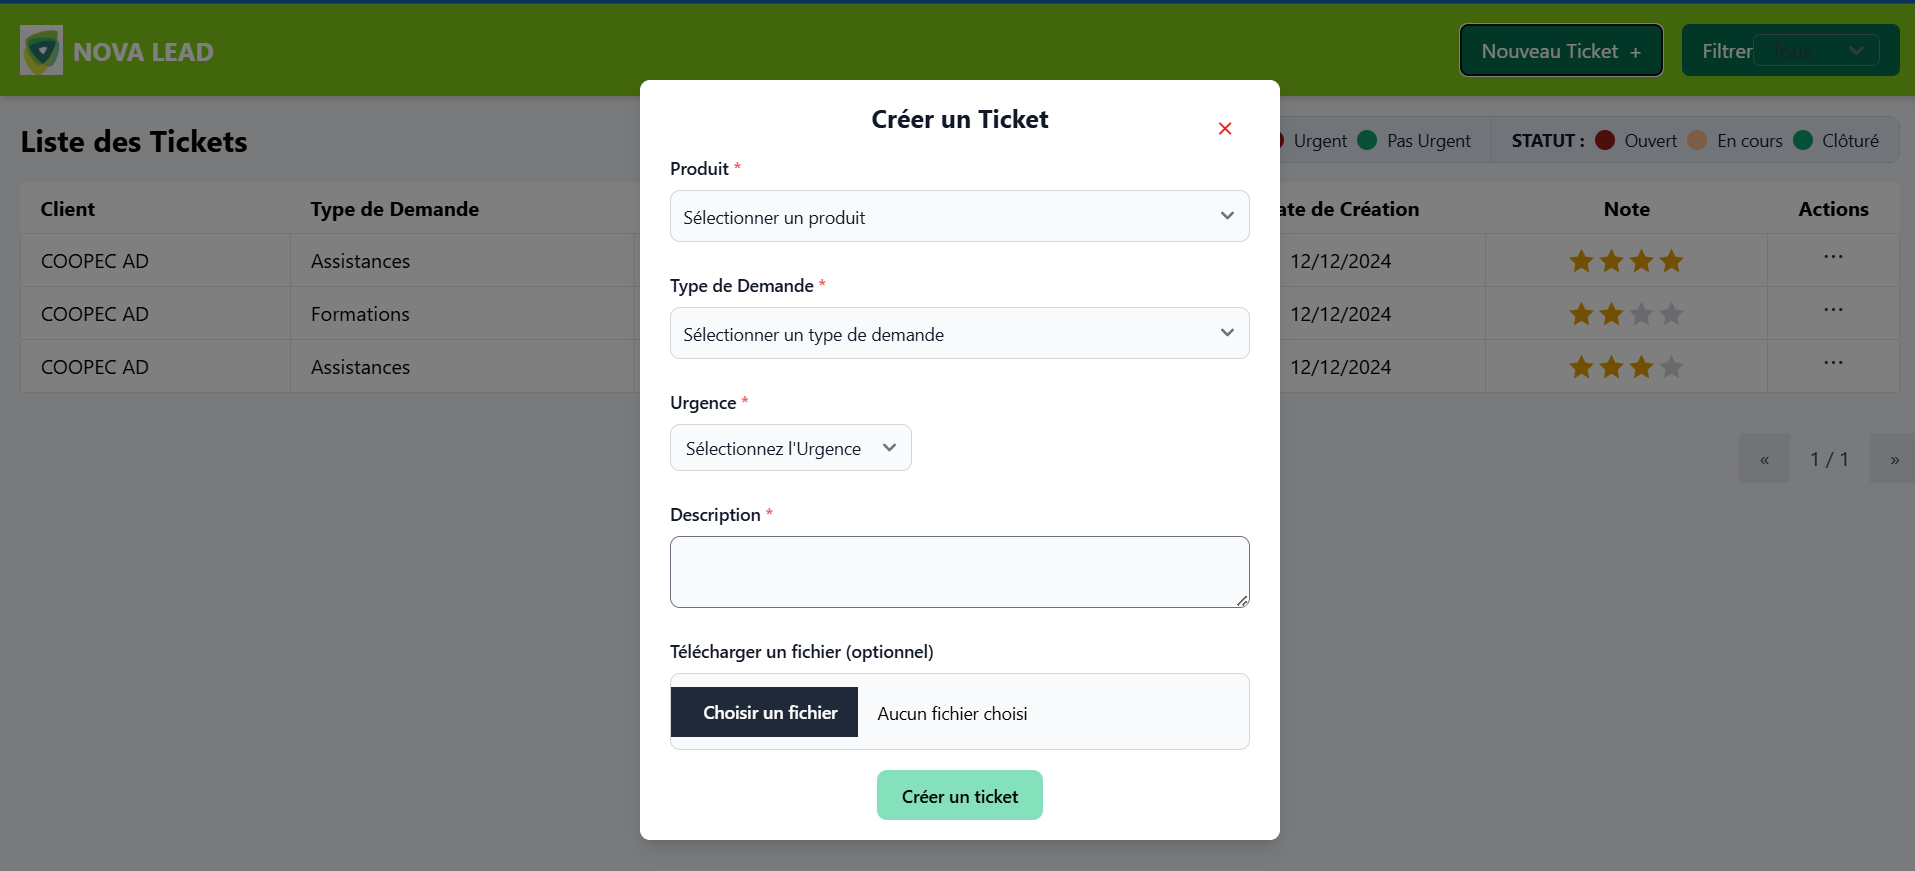 NOVA LEAD
Nouveau Ticket +
Filtrer Tous
Liste des Tickets
Urgent Pas Urgent STATUT : Ouvert En cours Clôturé
Client Type de Demande ate de Création Note Actions
COOPEC AD Assistances 12/12/2024 ...
COOPEC AD Formations 12/12/2024 ...
COOPEC AD Assistances 12/12/2024 ...
« 1 / 1 »
Créer un Ticket
Produit *
Sélectionner un produit
Type de Demande *
Sélectionner un type de demande
Urgence *
Sélectionnez l'Urgence
Description *
Télécharger un fichier (optionnel)
Choisir un fichier Aucun fichier choisi
Créer un ticket